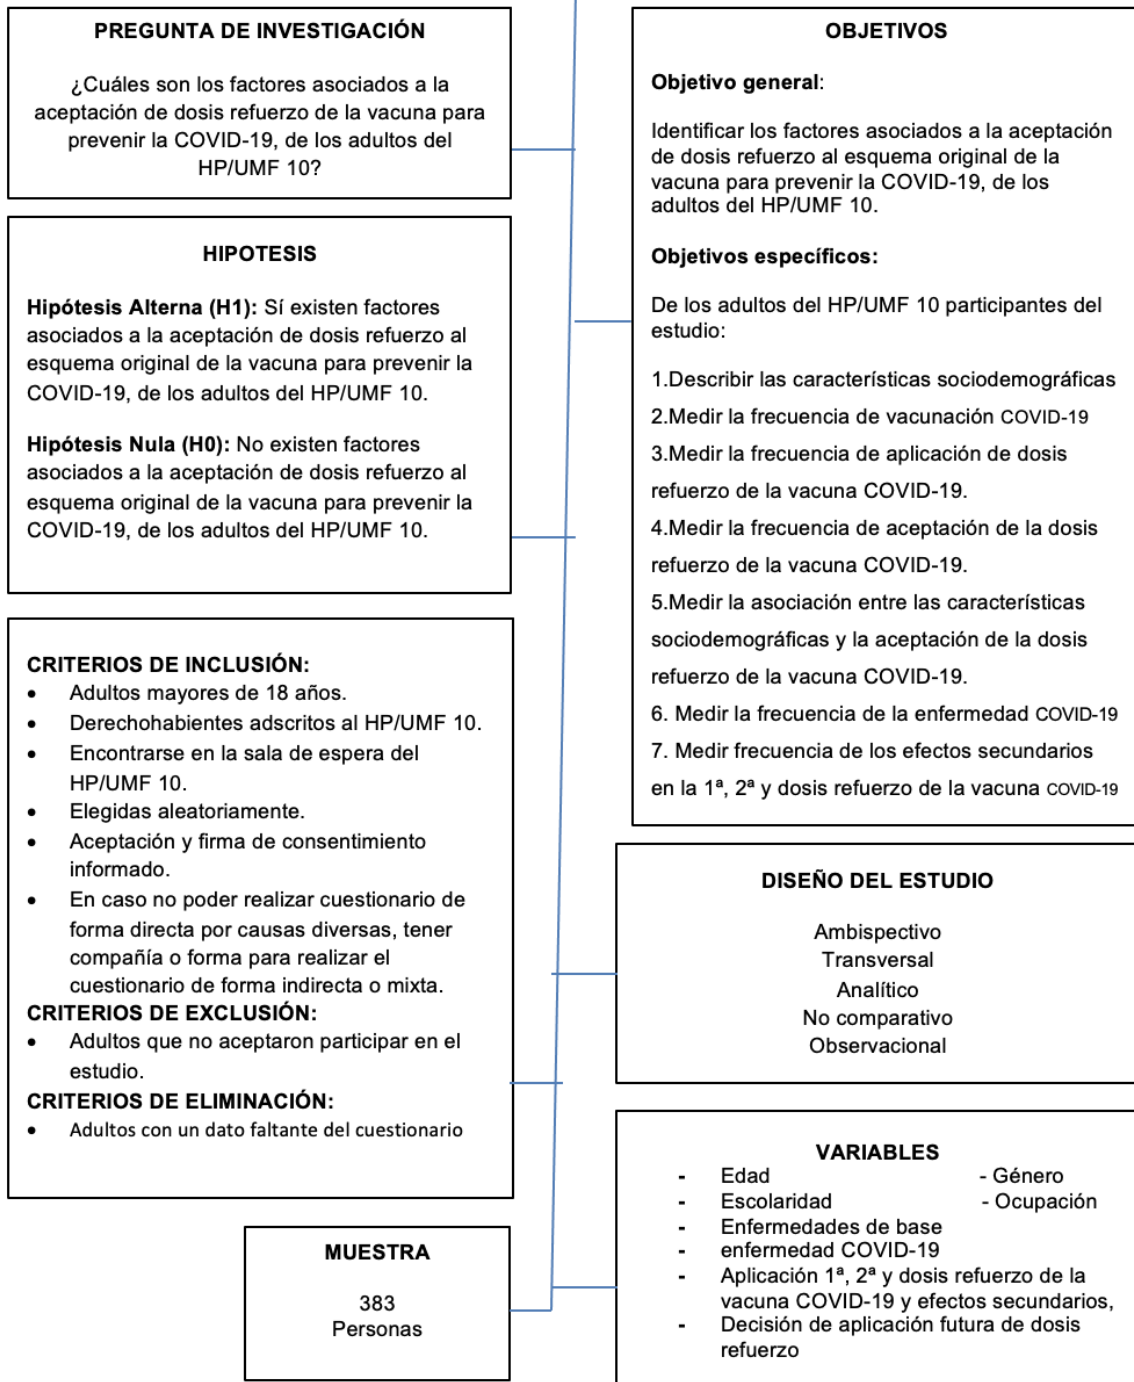 PREGUNTA DE INVESTIGACIÓN
¿Cuáles son los factores asociados a la
aceptación de dosis refuerzo de la vacuna para
prevenir la COVID-19, de los adultos del
HP/UMF 10?
HIPOTESIS
Hipótesis Alterna (H1): Sí existen factores
asociados a la aceptación de dosis refuerzo al
esquema original de la vacuna para prevenir la
COVID-19, de los adultos del HP/UMF 10.
Hipótesis Nula (H0): No existen factores
asociados a la aceptación de dosis refuerzo al
esquema original de la vacuna para prevenir la
COVID-19, de los adultos del HP/UMF 10.
CRITERIOS DE INCLUSIÓN:
• Adultos mayores de 18 años.
• Derechohabientes adscritos al HP/UMF 10.
• Encontrarse en la sala de espera del
HP/UMF 10.
• Elegidas aleatoriamente.
• Aceptación y firma de consentimiento
informado.
• En caso no poder realizar cuestionario de
forma directa por causas diversas, tener
compañía o forma para realizar el
cuestionario de forma indirecta o mixta.
CRITERIOS DE EXCLUSIÓN:
• Adultos que no aceptaron participar en el
estudio.
CRITERIOS DE ELIMINACIÓN:
• Adultos con un dato faltante del cuestionario
MUESTRA
383
Personas
OBJETIVOS
Objetivo general:
Identificar los factores asociados a la aceptación
de dosis refuerzo al esquema original de la
vacuna para prevenir la COVID-19, de los
adultos del HP/UMF 10.
Objetivos específicos:
De los adultos del HP/UMF 10 participantes del
estudio:
1.Describir las características sociodemográficas
2.Medir la frecuencia de vacunación COVID-19
3.Medir la frecuencia de aplicación de dosis
refuerzo de la vacuna COVID-19.
4.Medir la frecuencia de aceptación de la dosis
refuerzo de la vacuna COVID-19.
5.Medir la asociación entre las características
sociodemográficas y la aceptación de la dosis
refuerzo de la vacuna COVID-19.
6. Medir la frecuencia de la enfermedad COVID-19
7. Medir frecuencia de los efectos secundarios
en la 1ª, 2ª y dosis refuerzo de la vacuna COVID-19
DISEÑO DEL ESTUDIO
Ambispectivo
Transversal
Analítico
No comparativo
Observacional
VARIABLES
- Edad - Género
- Escolaridad - Ocupación
- Enfermedades de base
- enfermedad COVID-19
- Aplicación 1ª, 2ª y dosis refuerzo de la
vacuna COVID-19 y efectos secundarios,
- Decisión de aplicación futura de dosis
refuerzo